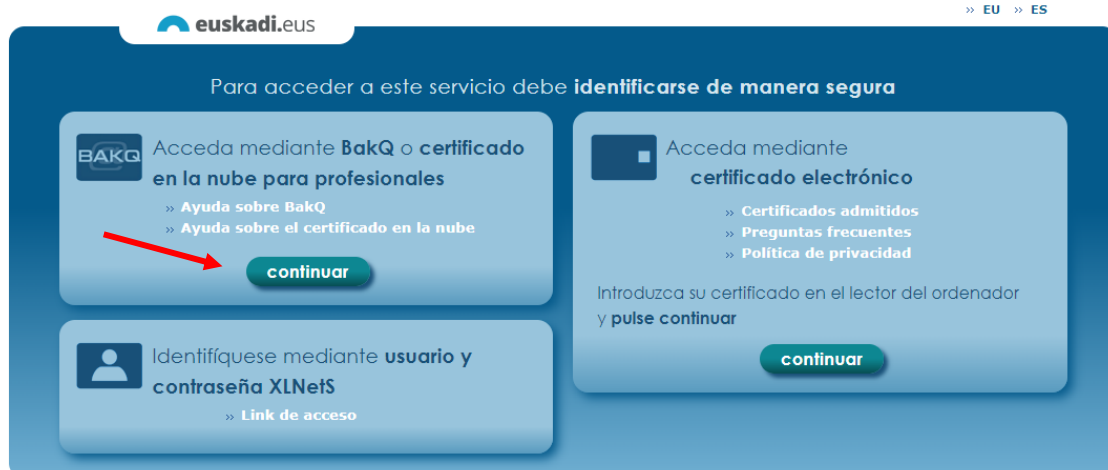 » EU » ES
euskadi.eus
Para acceder a este servicio debe identificarse de manera segura
BAKQ
Acceda mediante BakQ o certificado
en la nube para profesionales
» Ayuda sobre BakQ
» Ayuda sobre el certificado en la nube
continuar
Identifíquese mediante usuario y
contraseña XLNetS
» Link de acceso
Acceda mediante
certificado electrónico
» Certificados admitidos
» Preguntas frecuentes
» Política de privacidad
Introduzca su certificado en el lector del ordenador
y pulse continuar
continuar